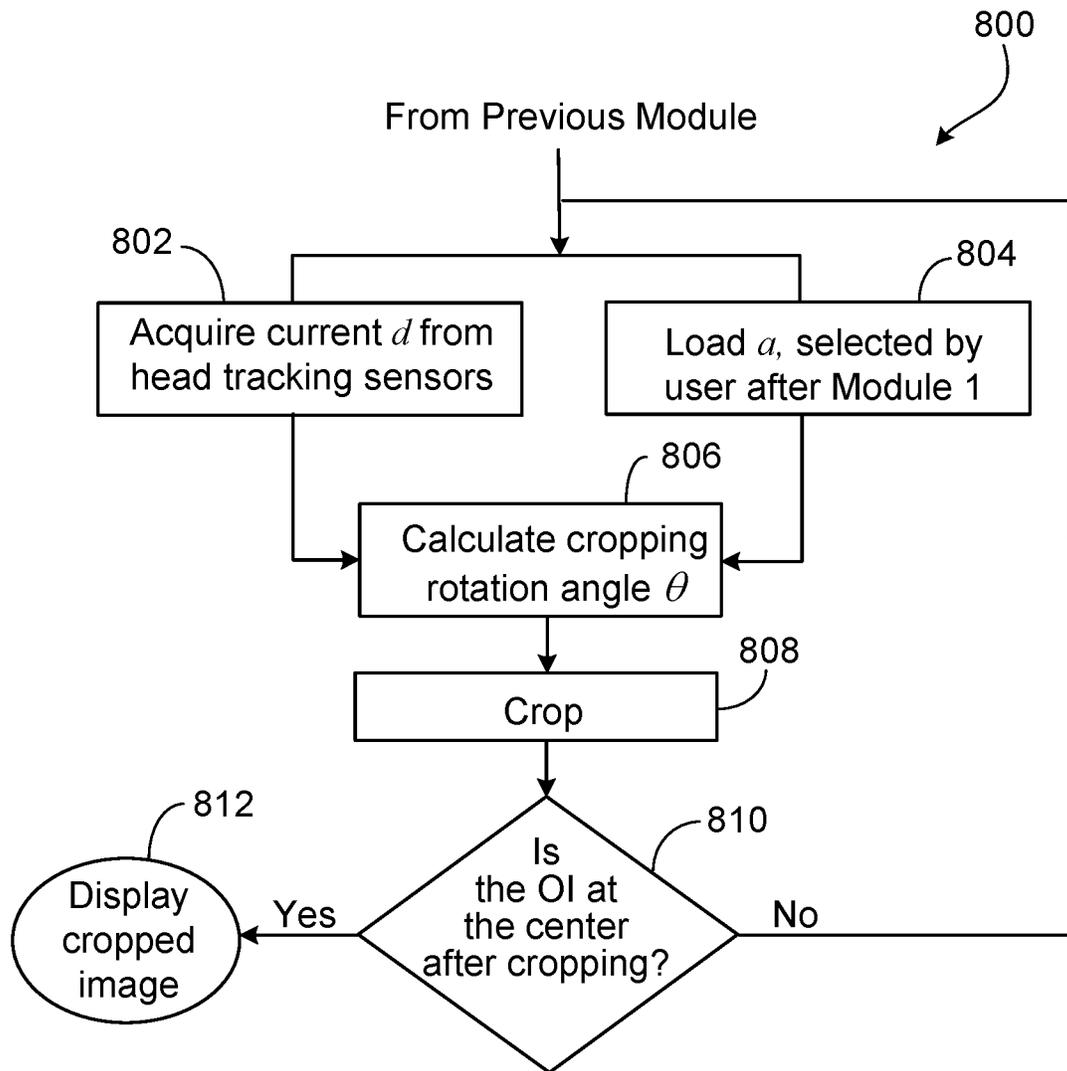 800
From Previous Module
802
804
Acquire current d from
head tracking sensors
Load a, selected by
user after Module 1
806
Calculate cropping
rotation angle θ
808
Crop
812
810
Is
the OI at
the center
after cropping?
Display
cropped
image
Yes
No